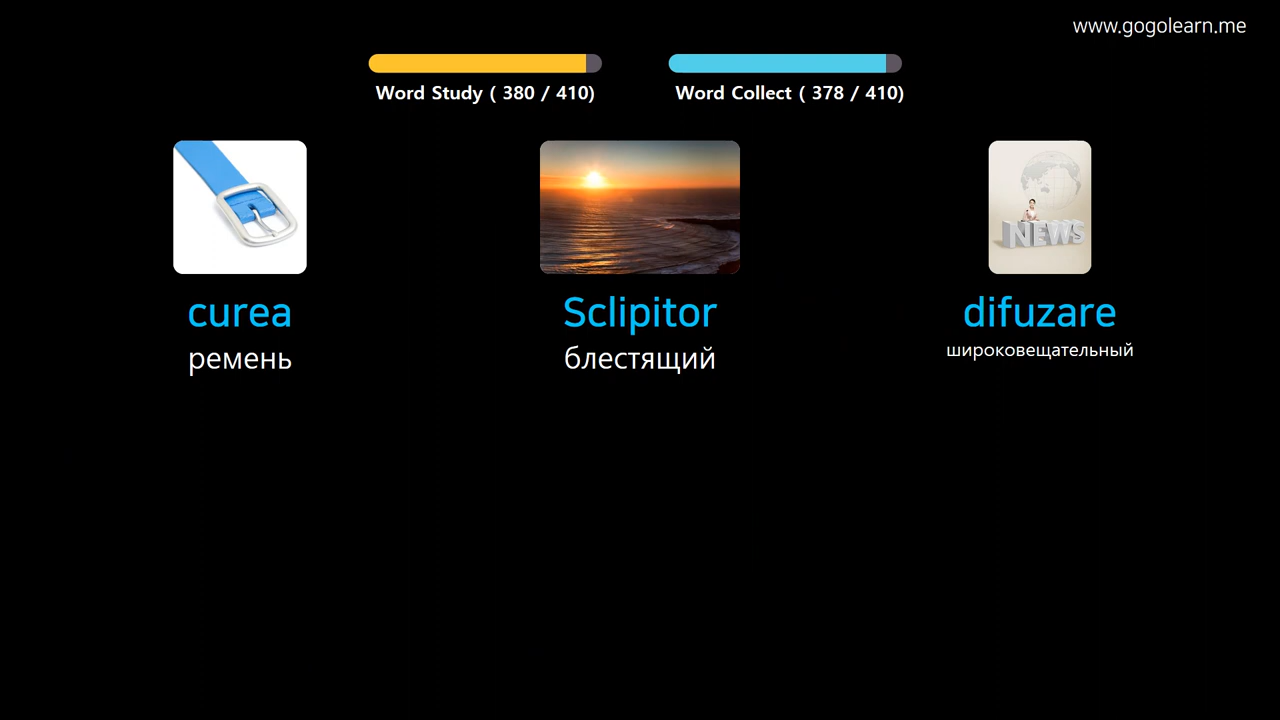 www.gogolearn.me
Word Study ( 380 / 410)
Word Collect ( 378 / 410)
NEWS
curea
Sclipitor
difuzare
ремень
блестящий
широковещательный